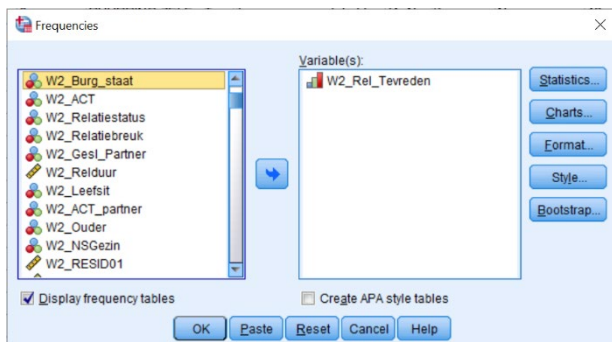 Frequencies
Variable(s):
W2_Burg_staat
W2_ACT
W2_Relatiestatus
W2_Relatiebreuk
W2_Gesl_Partner
W2_Relduur
W2_Leefsit
W2_ACT_partner
W2_Ouder
W2_NSGezin
W2_RESID01
W2_Rel_Tevreden
Statistics...
Charts...
Format...
Style...
Bootstrap...
Display frequency tables
Create APA style tables
OK Paste Reset Cancel Help